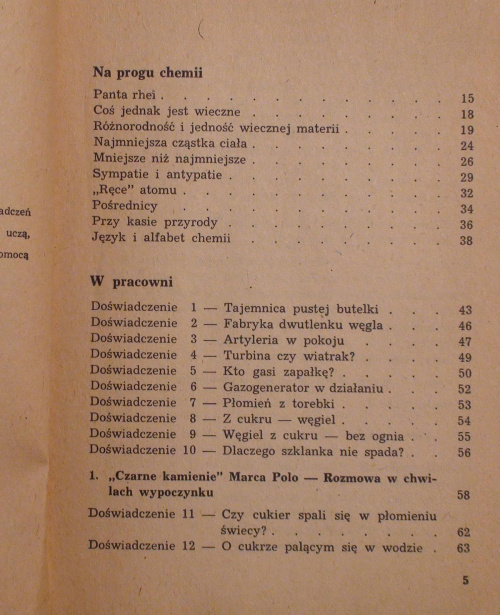 Na progu chemii
Panta rhei . . . . . . . . . . . . . 15
Coś jednak jest wieczne . . . . . . . . . 18
Różnorodność i jedność wiecznej materii . . . . . 19
Najmniejsza cząstka ciała . . . . . . . . . 24
Mniejsze niż najmniejsze . . . . . . . . . 26
Sympatie i antypatie . . . . . . . . . . 29
„Ręce” atomu . . . . . . . . . . . . 32
Pośrednicy . . . . . . . . . . . 34
Przy kasie przyrody . . . . . . . . . . 36
Język i alfabet chemii . . . . . . . . . 38
adczeń
uczą,
omocą
W pracowni
Doświadczenie 1 — Tajemnica pustej butelki . . . 43
Doświadczenie 2 — Fabryka dwutlenku węgla . . . 46
Doświadczenie 3 — Artyleria w pokoju . . . . 47
Doświadczenie 4 — Turbina czy wiatrak? . . . . 49
Doświadczenie 5 — Kto gasi zapałkę? . . . . . 50
Doświadczenie 6 — Gazogenerator w działaniu . . . 52
Doświadczenie 7 — Płomień z torebki . . . . . 53
Doświadczenie 8 — Z cukru — węgiel . . . . . 54
Doświadczenie 9 — Węgiel z cukru — bez ognia . . 55
Doświadczenie 10 — Dlaczego szklanka nie spada? . . 56
1. „Czarne kamienie” Marca Polo — Rozmowa w chwi-
lach wypoczynku 58
Doświadczenie 11 — Czy cukier spali się w płomieniu
świecy? . . . . . . . . 62
Doświadczenie 12 — O cukrze palącym się w wodzie . 63
5